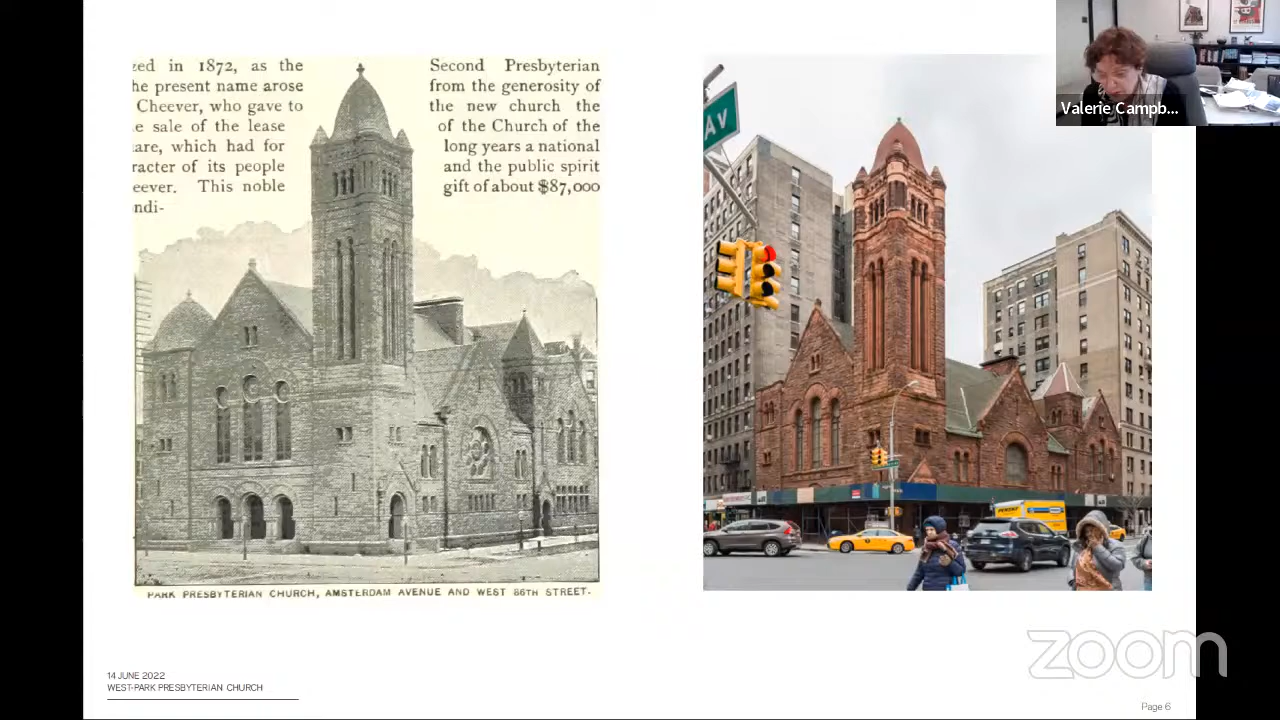 zed in 1872, as the
he present name arose
Cheever, who gave to
e sale of the lease
are, which had for
racter of its people
eever. This noble
ndi-
Second Presbyterian
from the generosity of
the new church the
of the Church of the
long years a national
and the public spirit
gift of about $87,000
PARK PRESBYTERIAN CHURCH, AMSTERDAM AVENUE AND WEST 86TH STREET.
AV
PENSKE
Valerie Campb...
14 JUNE 2022
WEST-PARK PRESBYTERIAN CHURCH
zoom
Page 6